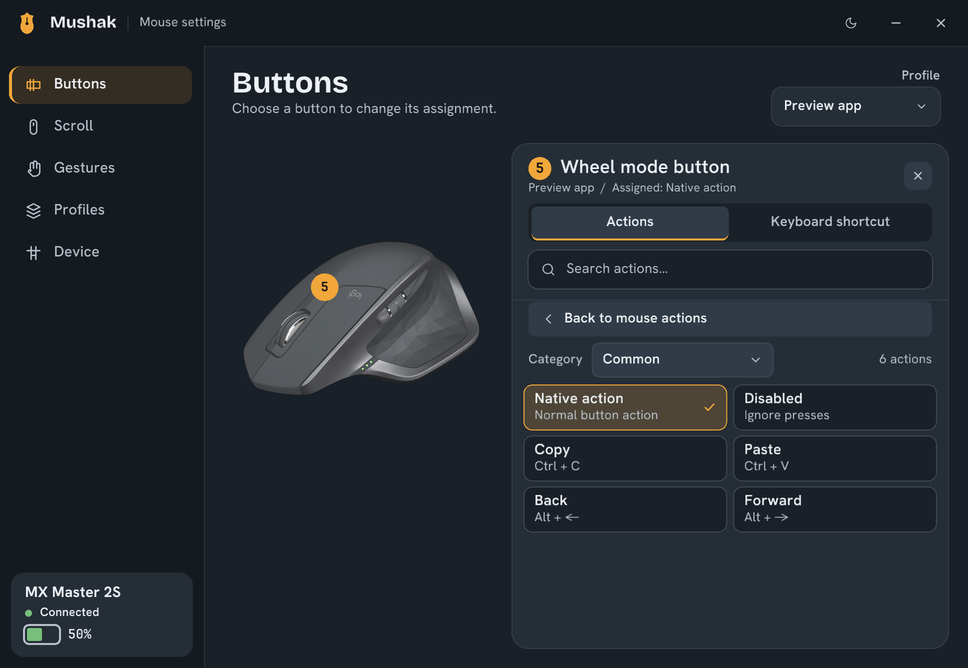 Mushak
Mouse settings
Buttons
Scroll
Gestures
Profiles
Device
MX Master 2S
Connected
50%
Buttons
Choose a button to change its assignment.
Profile
Preview app
5
logi
5 Wheel mode button
Preview app / Assigned: Native action
Actions
Keyboard shortcut
Search actions...
Back to mouse actions
Category
Common
6 actions
Native action
Normal button action
Disabled
Ignore presses
Copy
Ctrl + C
Paste
Ctrl + V
Back
Alt + ←
Forward
Alt + →